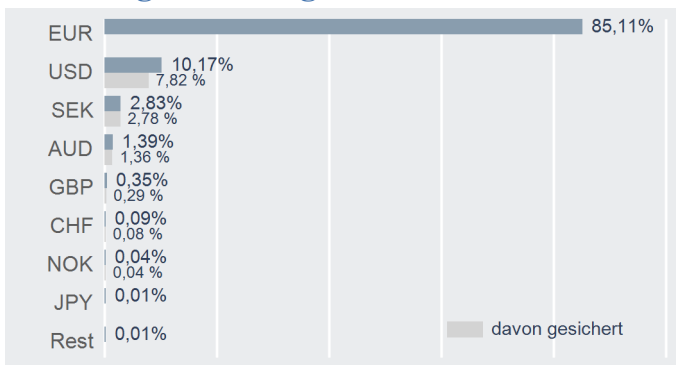 EUR 85,11%
USD 10,17%
7,82 %
SEK 2,83%
2,78 %
AUD 1,39%
1,36 %
GBP 0,35%
0,29 %
CHF 0,09%
0,08 %
NOK 0,04%
0,04 %
JPY 0,01%
Rest 0,01%
davon gesichert